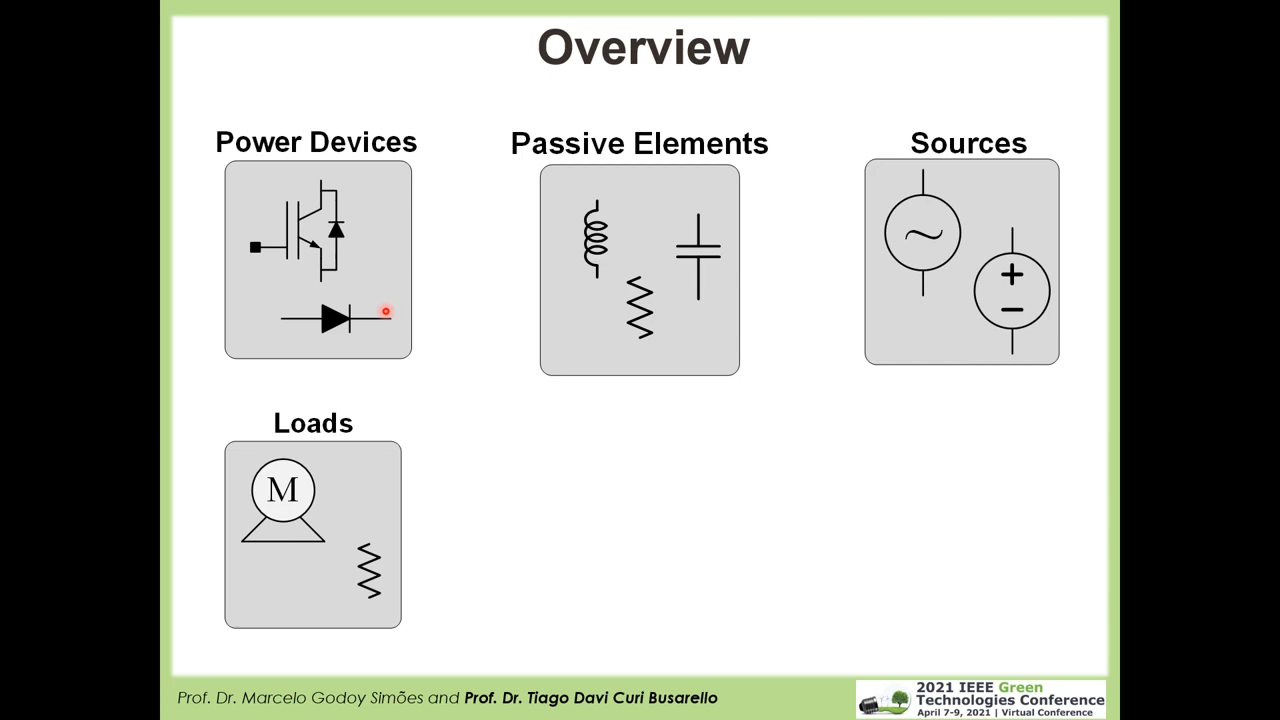 Overview
Power Devices
Passive Elements
Sources
Loads
M
Prof. Dr. Marcelo Godoy Simões and Prof. Dr. Tiago Davi Curi Busarello
2021 IEEE Green
Technologies Conference
April 7-9, 2021 | Virtual Conference